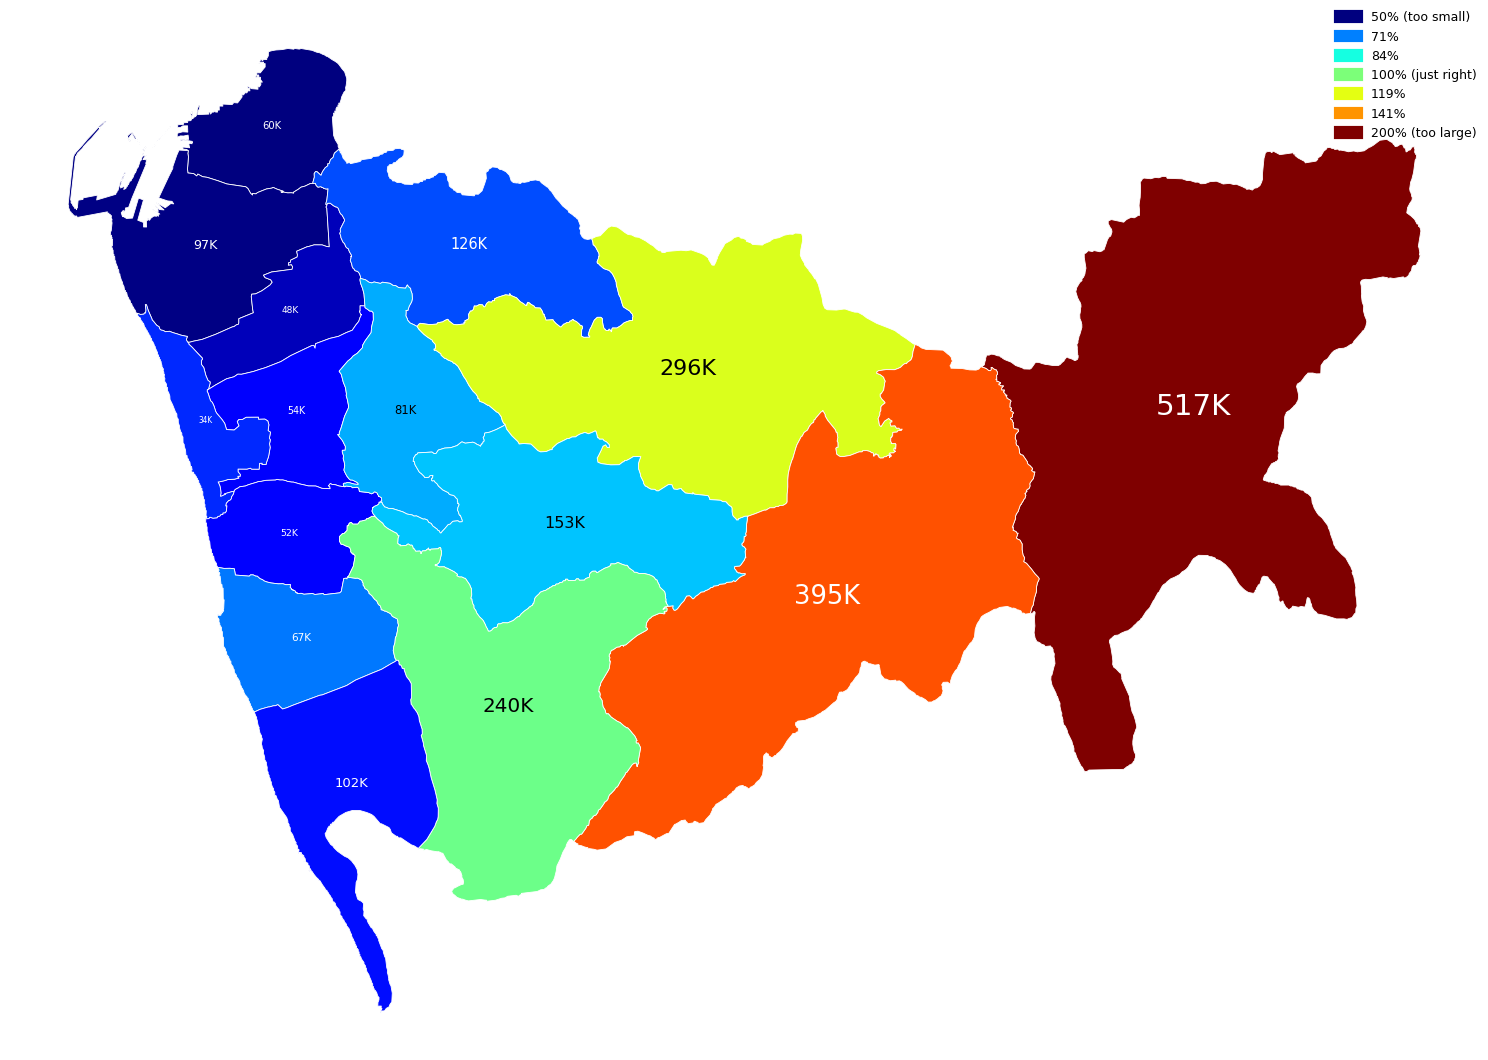 50% (too small)
71%
84%
100% (just right)
119%
141%
200% (too large)
60K
97K
126K
48K
296K
34K
54K
81K
517K
52K
153K
395K
67K
240K
102K